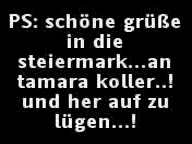 PS: schöne grüße
in die
steiermark...an
tamara koller..!
und her auf zu
lügen...!